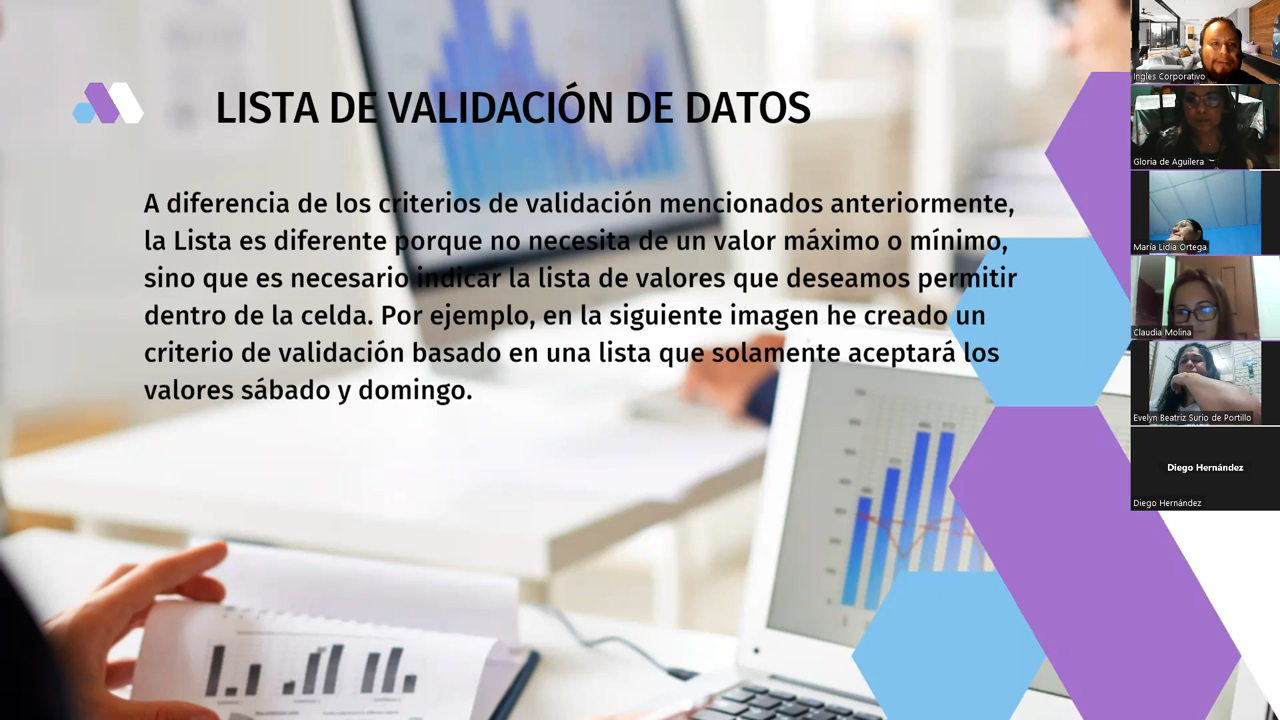 LISTA DE VALIDACIÓN DE DATOS
A diferencia de los criterios de validación mencionados anteriormente,
la Lista es diferente porque no necesita de un valor máximo o mínimo,
sino que es necesario indicar la lista de valores que deseamos permitir
dentro de la celda. Por ejemplo, en la siguiente imagen he creado un
criterio de validación basado en una lista que solamente aceptará los
valores sábado y domingo.
Ingles Corporativo
Gloria de Aguilera
María Lidia Ortega
Claudia Molina
Evelyn Beatriz Surio de Portillo
Diego Hernández
Diego Hernández